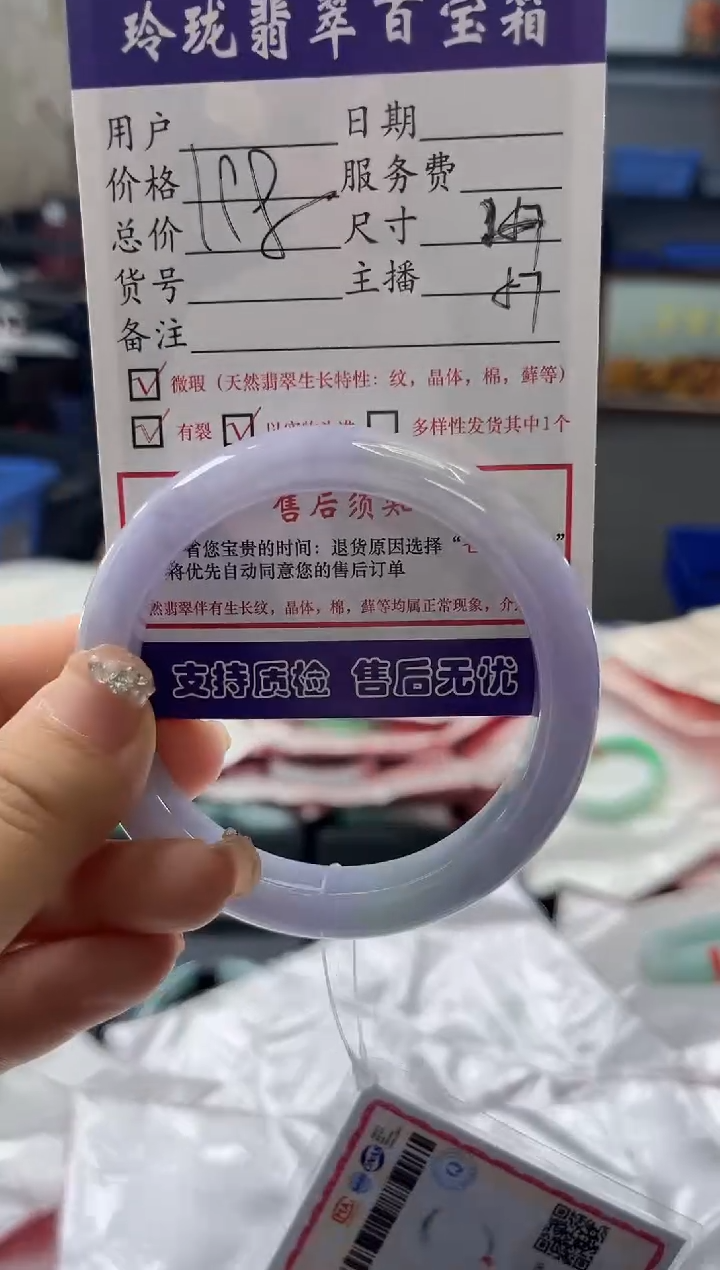 玲珑翡翠百宝箱
用户 日期
价格 服务费
总价 尺寸
货号 主播
备注
微瑕（天然翡翠生长特性：纹，晶体，棉，藓等）
有裂 多样性发货其中1个
售后须知
省您宝贵的时间：退货原因选择“
将优先自动同意您的售后订单
然翡翠伴有生长纹，晶体，棉，藓等均属正常现象，介
支持质检 售后无忧